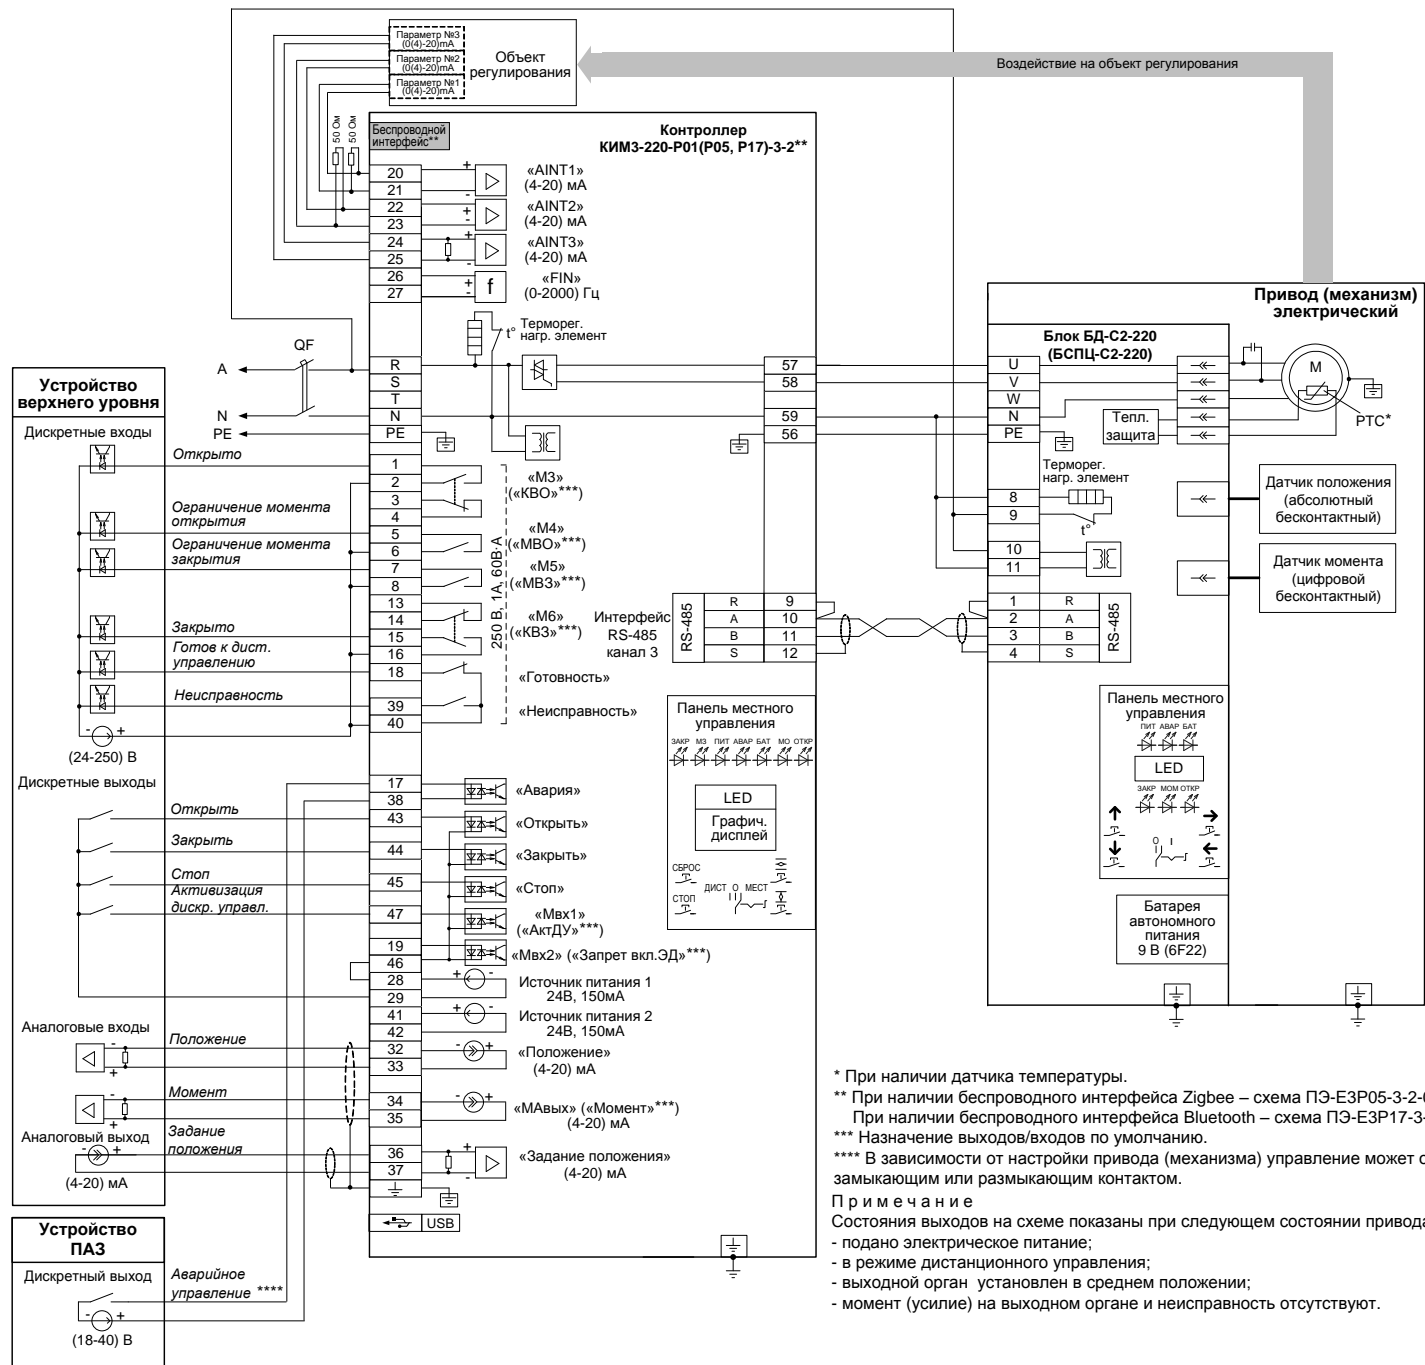 Параметр №3
(0(4)-20)mA
Параметр №2
(0(4)-20)mA
Параметр №1
(0(4)-20)mA
Объект
регулирования
Воздействие на объект регулирования
50 Ом
50 Ом
Беспроводной
интерфейс**
Контроллер
КИМ3-220-P01(P05, P17)-3-2**
20
21
22
23
24
25
26
27
+
-
«AINT1»
(4-20) мА
+
-
«AINT2»
(4-20) мА
+
-
«AINT3»
(4-20) мА
+
-
f
«FIN»
(0-2000) Гц
t°
Терморег.
нагр. элемент
QF
A
N
PE
R
S
T
N
PE
57
58
59
56
Привод (механизм)
электрический
Блок БД-С2-220
(БСПЦ-С2-220)
U
V
W
N
PE
Тепл.
защита
M
PTC*
Терморег.
нагр. элемент
8
9
t°
10
11
Датчик положения
(абсолютный
бесконтактный)
Датчик момента
(цифровой
бесконтактный)
1
2
3
4
R
A
B
S
RS-485
Устройство
верхнего уровня
Дискретные входы
Открыто
Ограничение момента
открытия
Ограничение момента
закрытия
Закрыто
Готов к дист.
управлению
Неисправность
- +
(24-250) В
1
2
3
4
5
6
7
8
13
14
15
16
18
39
40
«М3»
(«КВО»***)
«М4»
(«МВО»***)
«М5»
(«МВЗ»***)
«М6»
(«КВЗ»***)
«Готовность»
«Неисправность»
250 В, 1А, 60В·А
Интерфейс
RS-485
канал 3
RS-485
R
A
B
S
9
10
11
12
Панель местного
управления
ЗАКР МЗ ПИТ АВАР БАТ МО ОТКР
LED
Графич.
дисплей
СБРОС
СТОП
ДИСТ О МЕСТ
Панель местного
управления
ПИТ АВАР БАТ
LED
ЗАКР МОМ ОТКР
O I
Батарея
автономного
питания
9 В (6F22)
Дискретные выходы
Открыть
Закрыть
Стоп
Активизация
дискр. управл.
17
38
43
44
45
47
19
46
28
29
41
42
32
33
34
35
36
37
«Авария»
«Открыть»
«Закрыть»
«Стоп»
«Мвх1»
(«АктДУ»***)
«Мвх2» («Запрет вкл.ЭД»***)
+ -
Источник питания 1
24В, 150мА
+ -
Источник питания 2
24В, 150мА
- +
«Положение»
(4-20) мА
- +
«МАвых» («Момент»***)
(4-20) мА
+
-
«Задание положения»
(4-20) мА
USB
Аналоговые входы
Положение
-
+
Момент
-
+
Аналоговый выход
Задание
положения
- +
(4-20) мА
Устройство
ПАЗ
Дискретный выход
Аварийное
управление ****
- +
(18-40) В
* При наличии датчика температуры.
** При наличии беспроводного интерфейса Zigbee – схема ПЭ-Е3Р05-3-2-
При наличии беспроводного интерфейса Bluetooth – схема ПЭ-Е3Р17-3-
*** Назначение выходов/входов по умолчанию.
**** В зависимости от настройки привода (механизма) управление может
замыкающим или размыкающим контактом.
П р и м е ч а н и е
Состояния выходов на схеме показаны при следующем состоянии привода
- подано электрическое питание;
- в режиме дистанционного управления;
- выходной орган установлен в среднем положении;
- момент (усилие) на выходном органе и неисправность отсутствуют.